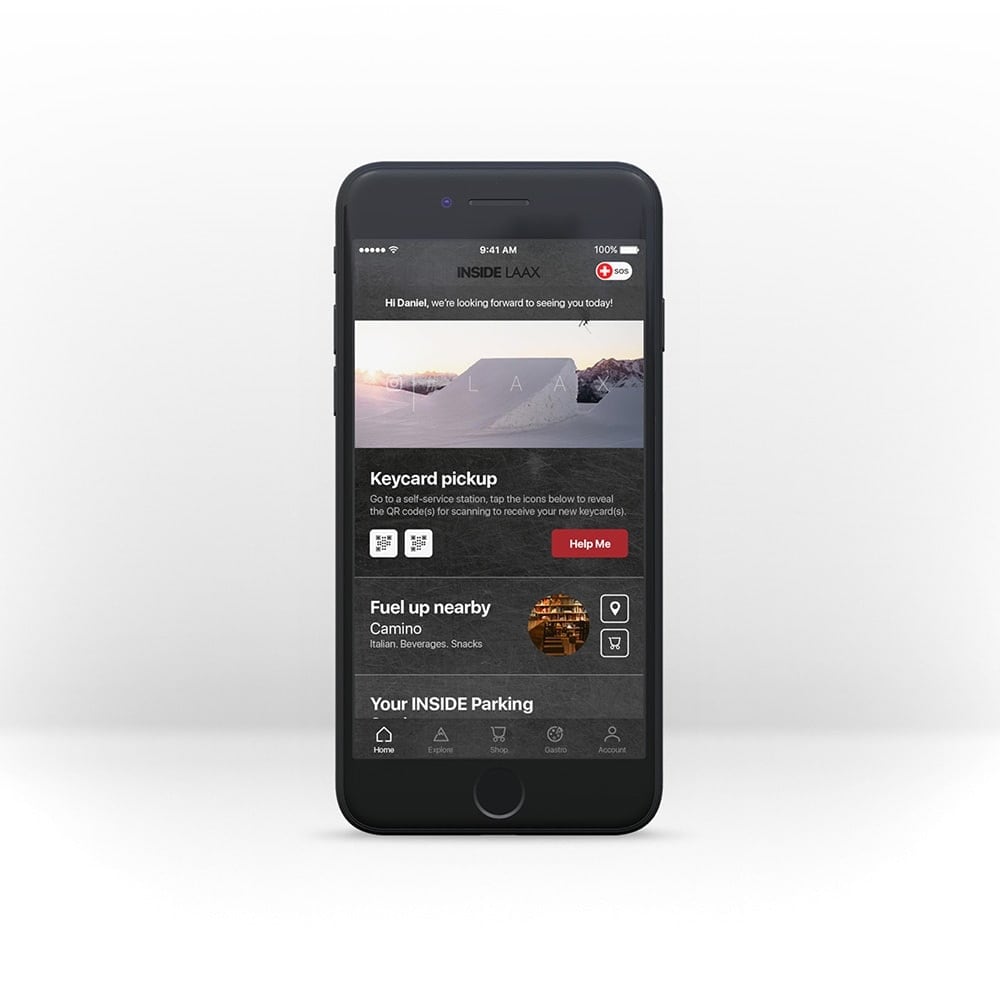 9:41 AM
100%
INSIDE LAAX
SOS
Hi Daniel, we're looking forward to seeing you today!
LAAX
Keycard pickup
Go to a self-service station, tap the icons below to reveal
the QR code(s) for scanning to receive your new keycard(s).
Help Me
Fuel up nearby
Camino
Italian. Beverages. Snacks
Your INSIDE Parking
Home
Explore
Shop
Gastro
Account